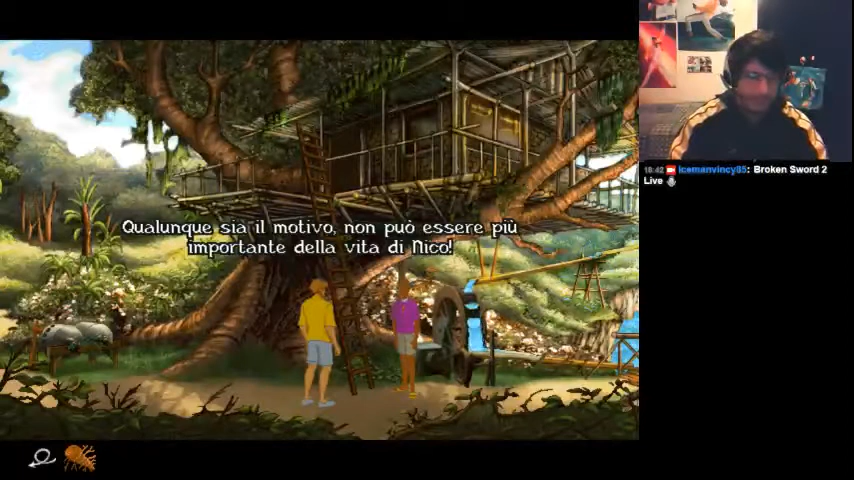 Qualunque sia il motivo, non può essere più
importante della vita di Nico!
18:42 icemanvincy85: Broken Sword 2
Live